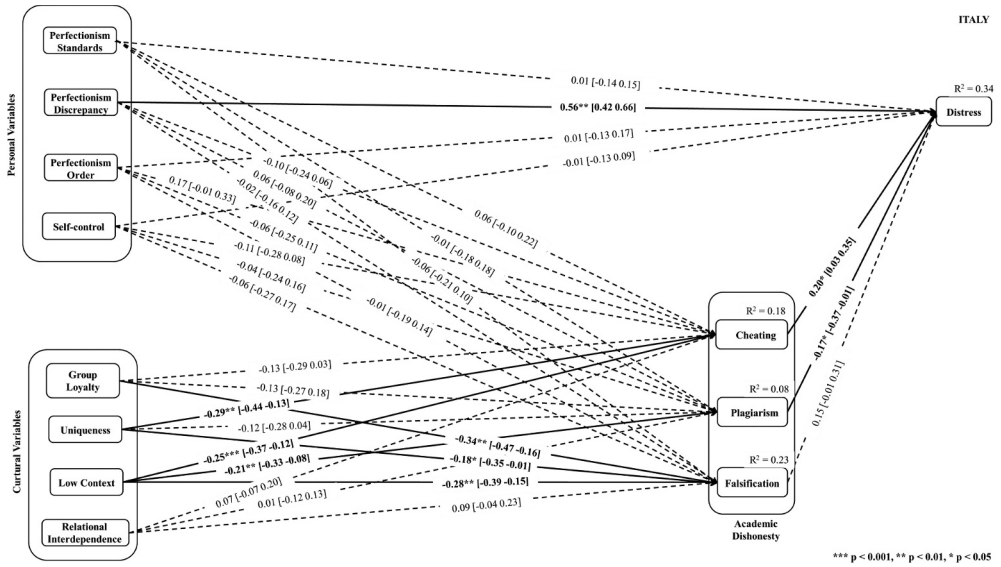 ITALY
Personal Variables
Perfectionism
Standards
Perfectionism
Discrepancy
Perfectionism
Order
Self-control
0.01 [-0.14 0.15]
0.56** [0.42 0.66]
0.01 [-0.13 0.17]
-0.01 [-0.13 0.09]
R² = 0.34
Distress
-0.10 [-0.24 0.06]
0.06 [-0.08 0.20]
-0.02 [-0.16 0.12]
0.17 [-0.01 0.33]
0.06 [-0.10 0.22]
-0.06 [-0.25 0.11]
-0.01 [-0.18 0.18]
-0.11 [-0.28 0.08]
-0.06 [-0.21 0.10]
-0.04 [-0.24 0.16]
-0.06 [-0.27 0.17]
-0.01 [-0.19 0.14]
0.20* [0.03 0.35]
-0.17* [-0.37 -0.01]
0.15 [-0.01 0.31]
Curtural Variables
Group
Loyalty
Uniqueness
Low Context
Relational
Interdependence
-0.13 [-0.29 0.03]
-0.13 [-0.27 0.18]
-0.29** [-0.44 -0.13]
-0.12 [-0.28 0.04]
-0.34** [-0.47 -0.16]
-0.25*** [-0.37 -0.12]
-0.18* [-0.35 -0.01]
-0.21** [-0.33 -0.08]
-0.28** [-0.39 -0.15]
0.07 [-0.07 0.20]
0.01 [-0.12 0.13]
0.09 [-0.04 0.23]
R² = 0.18
Cheating
R² = 0.08
Plagiarism
R² = 0.23
Falsification
Academic
Dishonesty
*** p < 0.001, ** p < 0.01, * p < 0.05